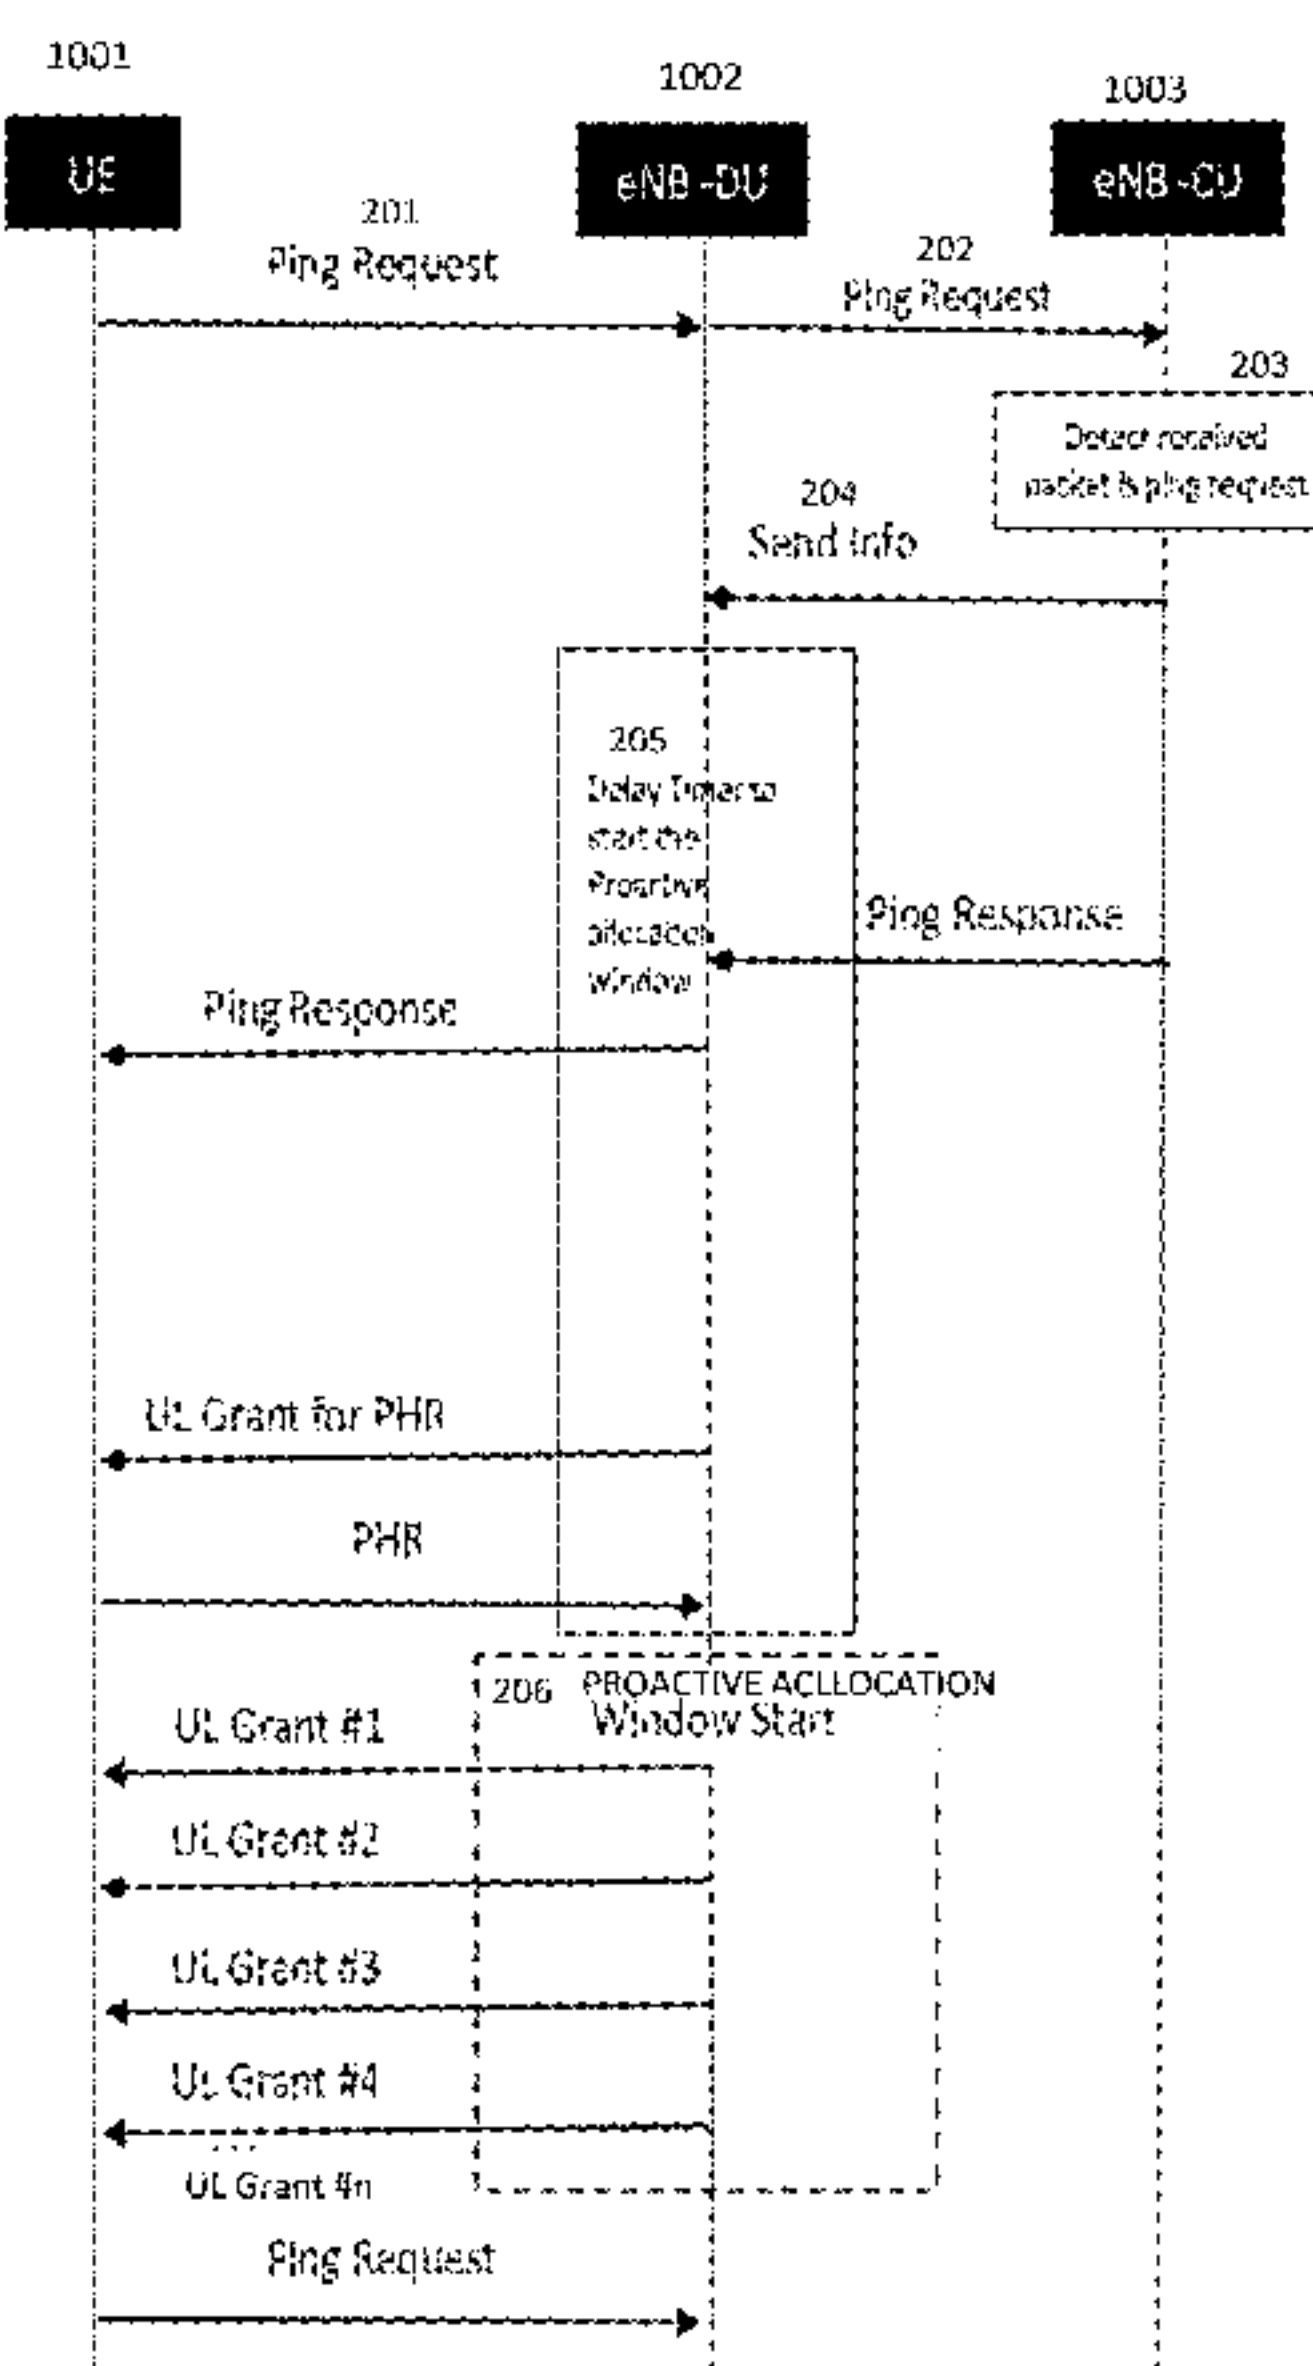 1001
1002
1003
UE
eNB -DU
eNB -CU
201
Ping Request
202
Ping Request
203
Detect received
packet is ping request
204
Send Info
205
Delay Timer to
start the
Proactive
allocation
Window
Ping Response
Ping Response
UL Grant for PHR
PHR
206 PROACTIVE ACLLOCATION
Window Start
UL Grant #1
UL Grant #2
UL Grant #3
UL Grant #4
...
UL Grant #n
Ping Request